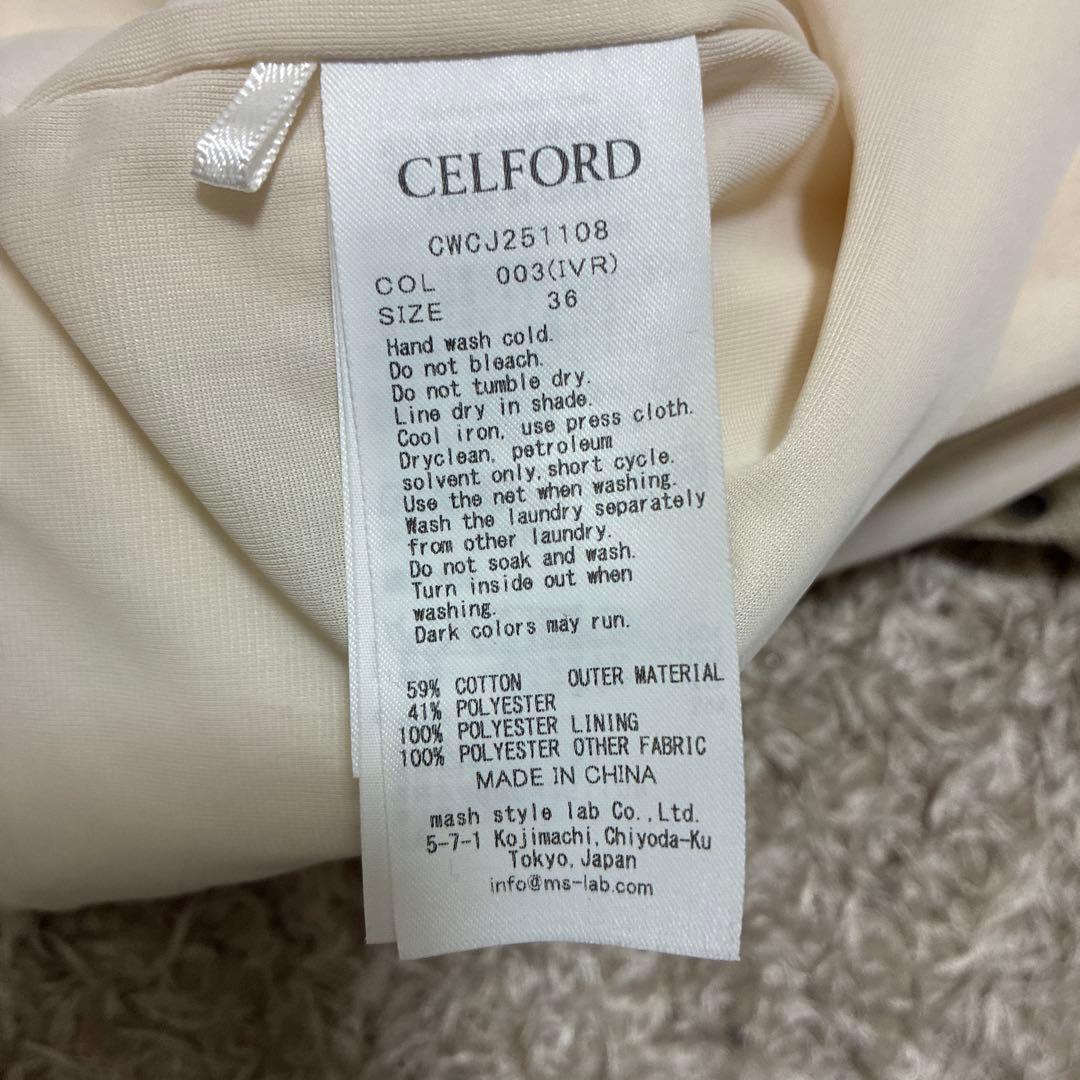 CELFORD
CWCJ251108
COL 003(IVR)
SIZE 36
Hand wash cold.
Do not bleach.
Do not tumble dry.
Line dry in shade.
Cool iron, use press cloth.
Dryclean, petroleum
solvent only,short cycle.
Use the net when washing.
Wash the laundry separately
from other laundry.
Do not soak and wash.
Turn inside out when
washing.
Dark colors may run.
59% COTTON OUTER MATERIAL
41% POLYESTER
100% POLYESTER LINING
100% POLYESTER OTHER FABRIC
MADE IN CHINA
mash style lab Co.,Ltd.
5-7-1 Kojimachi,Chiyoda-Ku
Tokyo,Japan
info@ms-lab.com